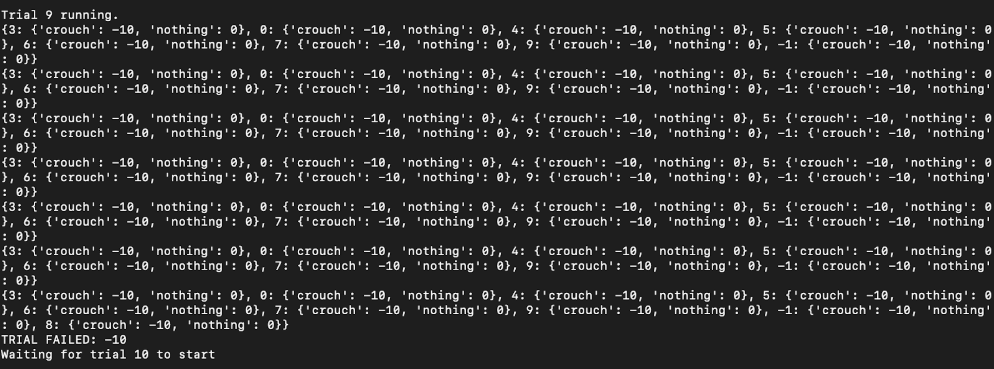 Trial 9 running.
{3: {'crouch': -10, 'nothing': 0}, 0: {'crouch': -10, 'nothing': 0}, 4: {'crouch': -10, 'nothing': 0}, 5: {'crouch': -10, 'nothing': 0
}, 6: {'crouch': -10, 'nothing': 0}, 7: {'crouch': -10, 'nothing': 0}, 9: {'crouch': -10, 'nothing': 0}, -1: {'crouch': -10, 'nothing'
: 0}}
{3: {'crouch': -10, 'nothing': 0}, 0: {'crouch': -10, 'nothing': 0}, 4: {'crouch': -10, 'nothing': 0}, 5: {'crouch': -10, 'nothing': 0
}, 6: {'crouch': -10, 'nothing': 0}, 7: {'crouch': -10, 'nothing': 0}, 9: {'crouch': -10, 'nothing': 0}, -1: {'crouch': -10, 'nothing'
: 0}}
{3: {'crouch': -10, 'nothing': 0}, 0: {'crouch': -10, 'nothing': 0}, 4: {'crouch': -10, 'nothing': 0}, 5: {'crouch': -10, 'nothing': 0
}, 6: {'crouch': -10, 'nothing': 0}, 7: {'crouch': -10, 'nothing': 0}, 9: {'crouch': -10, 'nothing': 0}, -1: {'crouch': -10, 'nothing'
: 0}}
{3: {'crouch': -10, 'nothing': 0}, 0: {'crouch': -10, 'nothing': 0}, 4: {'crouch': -10, 'nothing': 0}, 5: {'crouch': -10, 'nothing': 0
}, 6: {'crouch': -10, 'nothing': 0}, 7: {'crouch': -10, 'nothing': 0}, 9: {'crouch': -10, 'nothing': 0}, -1: {'crouch': -10, 'nothing'
: 0}}
{3: {'crouch': -10, 'nothing': 0}, 0: {'crouch': -10, 'nothing': 0}, 4: {'crouch': -10, 'nothing': 0}, 5: {'crouch': -10, 'nothing': 0
}, 6: {'crouch': -10, 'nothing': 0}, 7: {'crouch': -10, 'nothing': 0}, 9: {'crouch': -10, 'nothing': 0}, -1: {'crouch': -10, 'nothing'
: 0}}
{3: {'crouch': -10, 'nothing': 0}, 0: {'crouch': -10, 'nothing': 0}, 4: {'crouch': -10, 'nothing': 0}, 5: {'crouch': -10, 'nothing': 0
}, 6: {'crouch': -10, 'nothing': 0}, 7: {'crouch': -10, 'nothing': 0}, 9: {'crouch': -10, 'nothing': 0}, -1: {'crouch': -10, 'nothing'
: 0}}
{3: {'crouch': -10, 'nothing': 0}, 0: {'crouch': -10, 'nothing': 0}, 4: {'crouch': -10, 'nothing': 0}, 5: {'crouch': -10, 'nothing': 0
}, 6: {'crouch': -10, 'nothing': 0}, 7: {'crouch': -10, 'nothing': 0}, 9: {'crouch': -10, 'nothing': 0}, -1: {'crouch': -10, 'nothing'
: 0}, 8: {'crouch': -10, 'nothing': 0}}
TRIAL FAILED: -10
Waiting for trial 10 to start